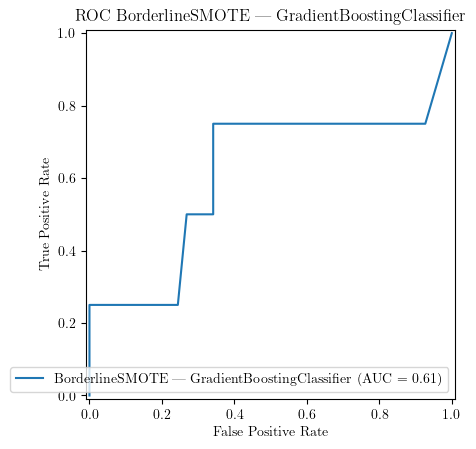 ROC BorderlineSMOTE — GradientBoostingClassifier
1.0
0.8
0.6
0.4
0.2
0.0
True Positive Rate
BorderlineSMOTE — GradientBoostingClassifier (AUC = 0.61)
0.0 0.2 0.4 0.6 0.8 1.0
False Positive Rate